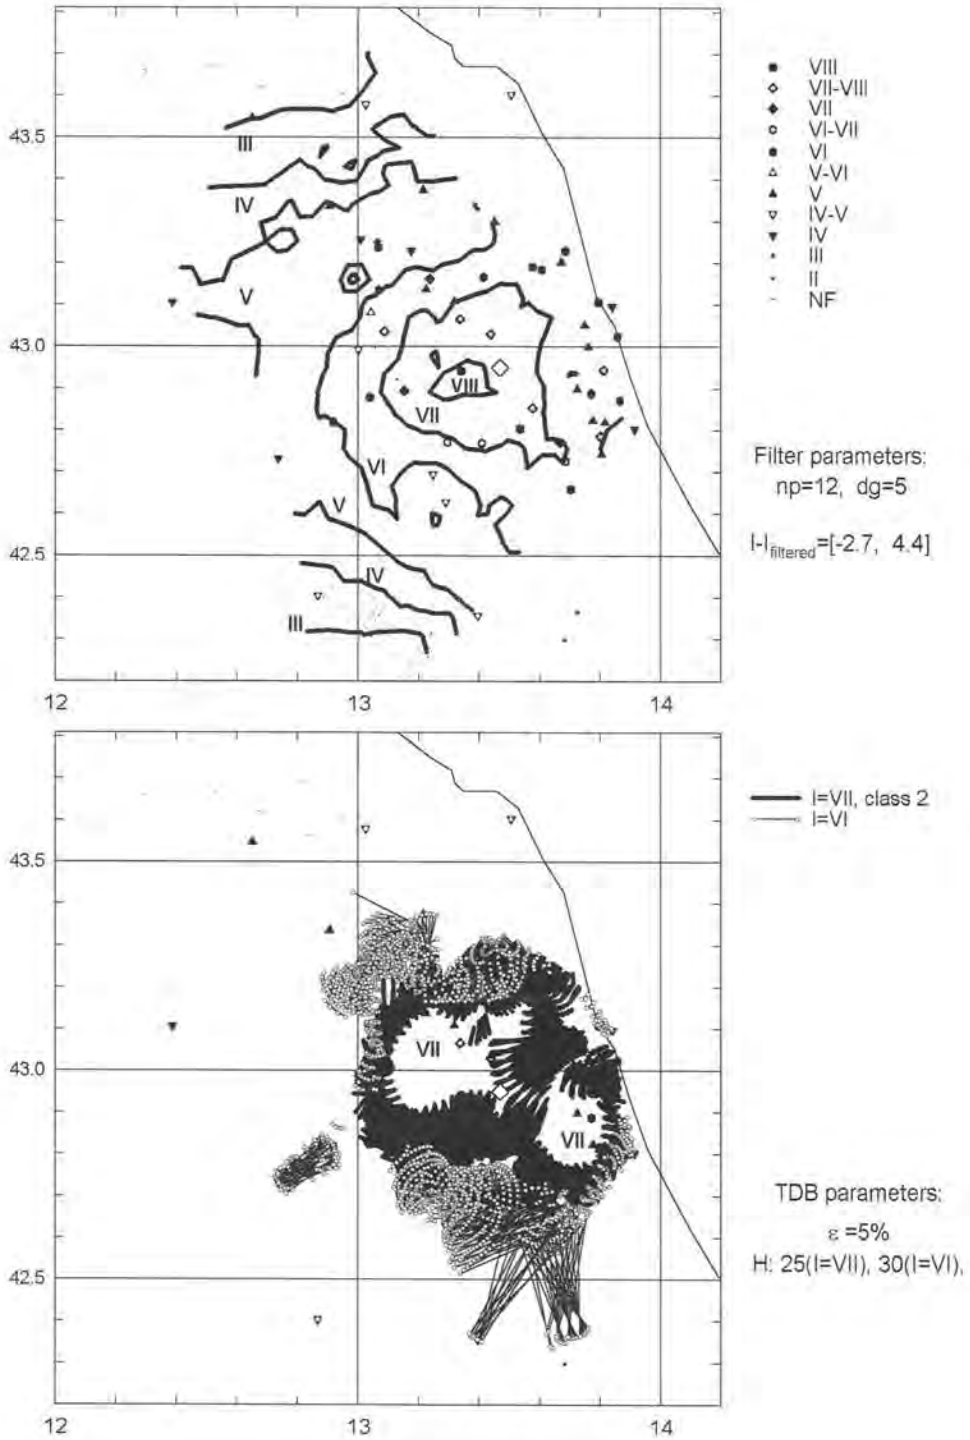 VIII
VII-VIII
VII
VI-VII
VI
V-VI
V
IV-V
IV
III
II
NF
43.5
43.0
42.5
12
13
14
III
IV
V
VIII
VII
VI
V
IV
III
Filter parameters:
np=12, dg=5
I-Ifiltered=[-2.7, 4.4]
43.5
43.0
42.5
12
13
14
VII
VII
I=VII, class 2
I=VI
TDB parameters:
ε =5%
H: 25(I=VII), 30(I=VI),